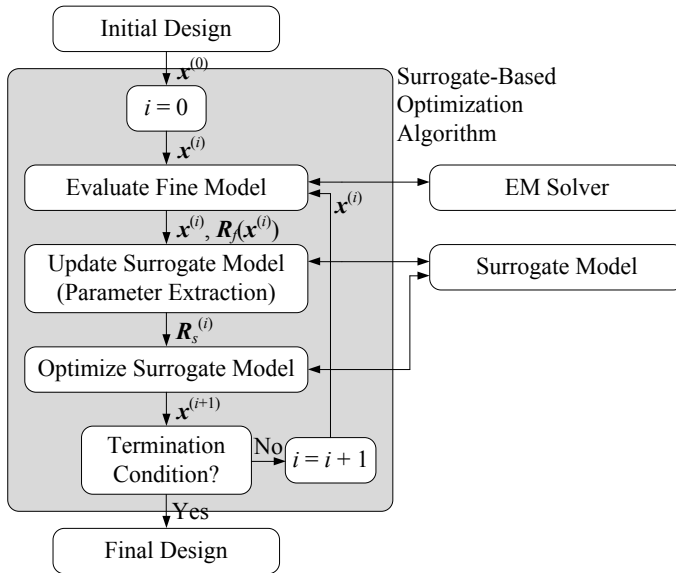 Initial Design
x^(0)
Surrogate-Based
Optimization
Algorithm
i = 0
x^(i)
Evaluate Fine Model
EM Solver
x^(i)
x^(i), R_f(x^(i))
Update Surrogate Model
(Parameter Extraction)
Surrogate Model
R_s^(i)
Optimize Surrogate Model
x^(i+1)
Termination
Condition?
No
i = i + 1
Yes
Final Design